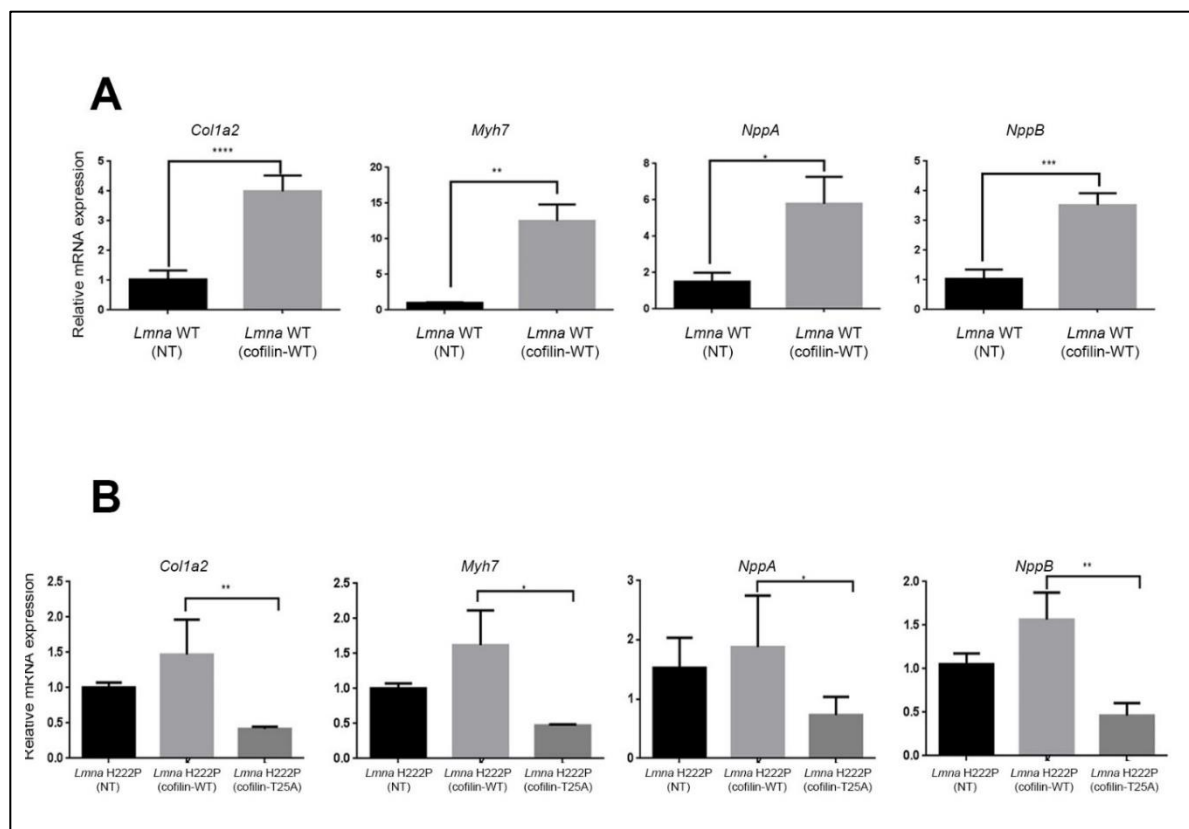 A
Col1a2
Myh7
NppA
NppB
Relative mRNA expression
5
4
3
2
1
0
****
Lmna WT
(NT)
Lmna WT
(cofilin-WT)
20
15
10
5
0
**
Lmna WT
(NT)
Lmna WT
(cofilin-WT)
8
6
4
2
0
*
Lmna WT
(NT)
Lmna WT
(cofilin-WT)
5
4
3
2
1
0
***
Lmna WT
(NT)
Lmna WT
(cofilin-WT)
B
Col1a2
Myh7
NppA
NppB
Relative mRNA expression
2.5
2.0
1.5
1.0
0.5
0.0
**
Lmna H222P
(NT)
Lmna H222P
(cofilin-WT)
Lmna H222P
(cofilin-T25A)
2.5
2.0
1.5
1.0
0.5
0.0
*
Lmna H222P
(NT)
Lmna H222P
(cofilin-WT)
Lmna H222P
(cofilin-T25A)
3
2
1
0
*
Lmna H222P
(NT)
Lmna H222P
(cofilin-WT)
Lmna H222P
(cofilin-T25A)
2.0
1.5
1.0
0.5
0.0
**
Lmna H222P
(NT)
Lmna H222P
(cofilin-WT)
Lmna H222P
(cofilin-T25A)